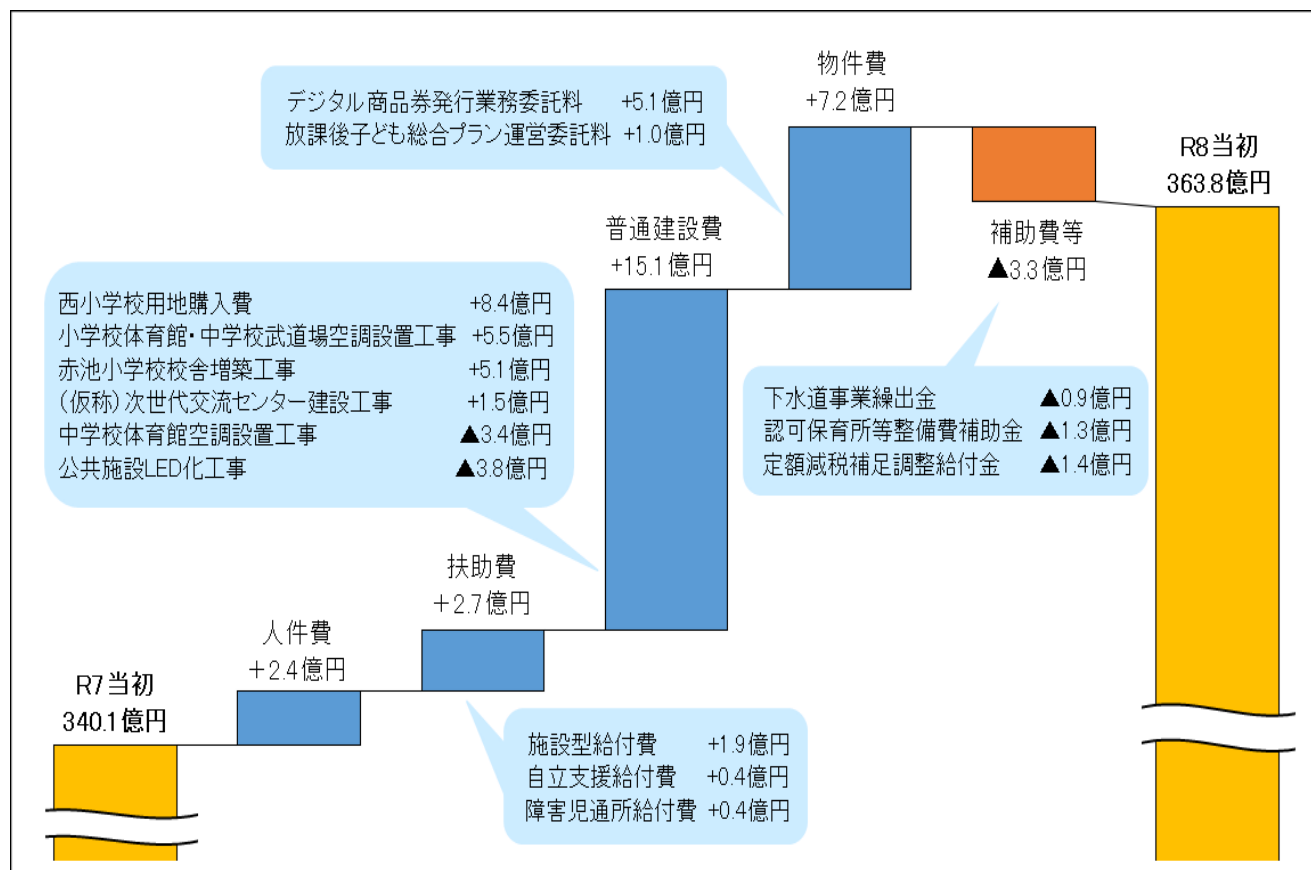 デジタル商品券発行業務委託料 +5.1億円
放課後子ども総合プラン運営委託料 +1.0億円
物件費
+7.2億円
R8当初
363.8億円
普通建設費
+15.1億円
補助費等
▲3.3億円
西小学校用地購入費 +8.4億円
小学校体育館・中学校武道場空調設置工事 +5.5億円
赤池小学校校舎増築工事 +5.1億円
(仮称)次世代交流センター建設工事 +1.5億円
中学校体育館空調設置工事 ▲3.4億円
公共施設LED化工事 ▲3.8億円
下水道事業繰出金 ▲0.9億円
認可保育所等整備費補助金 ▲1.3億円
定額減税補足調整給付金 ▲1.4億円
扶助費
+2.7億円
人件費
+2.4億円
R7当初
340.1億円
施設型給付費 +1.9億円
自立支援給付費 +0.4億円
障害児通所給付費 +0.4億円